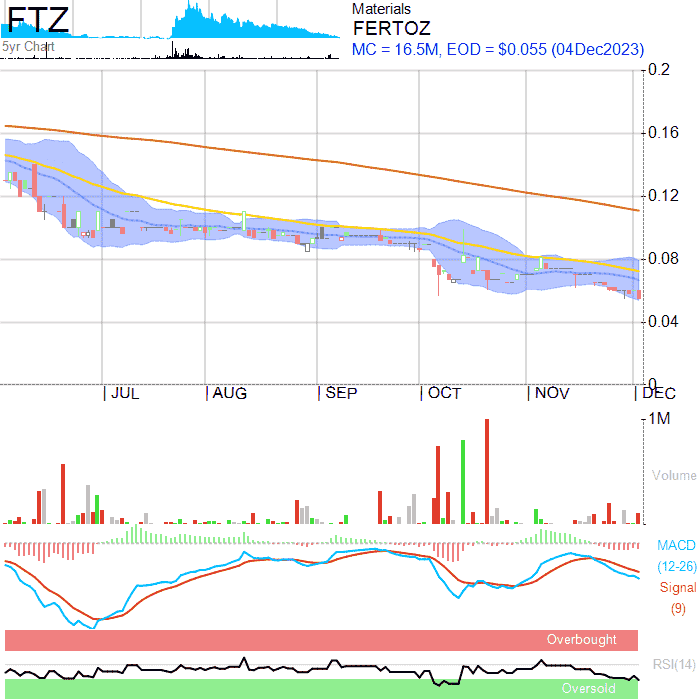 FTZ
5yr Chart
Materials
FERTOZ
MC = 16.5M, EOD = $0.055 (04Dec2023)
0.2
0.16
0.12
0.08
0.04
0
JUL AUG SEP OCT NOV DEC
1M
Volume
MACD
(12-26)
Signal
(9)
Overbought
RSI(14)
Oversold